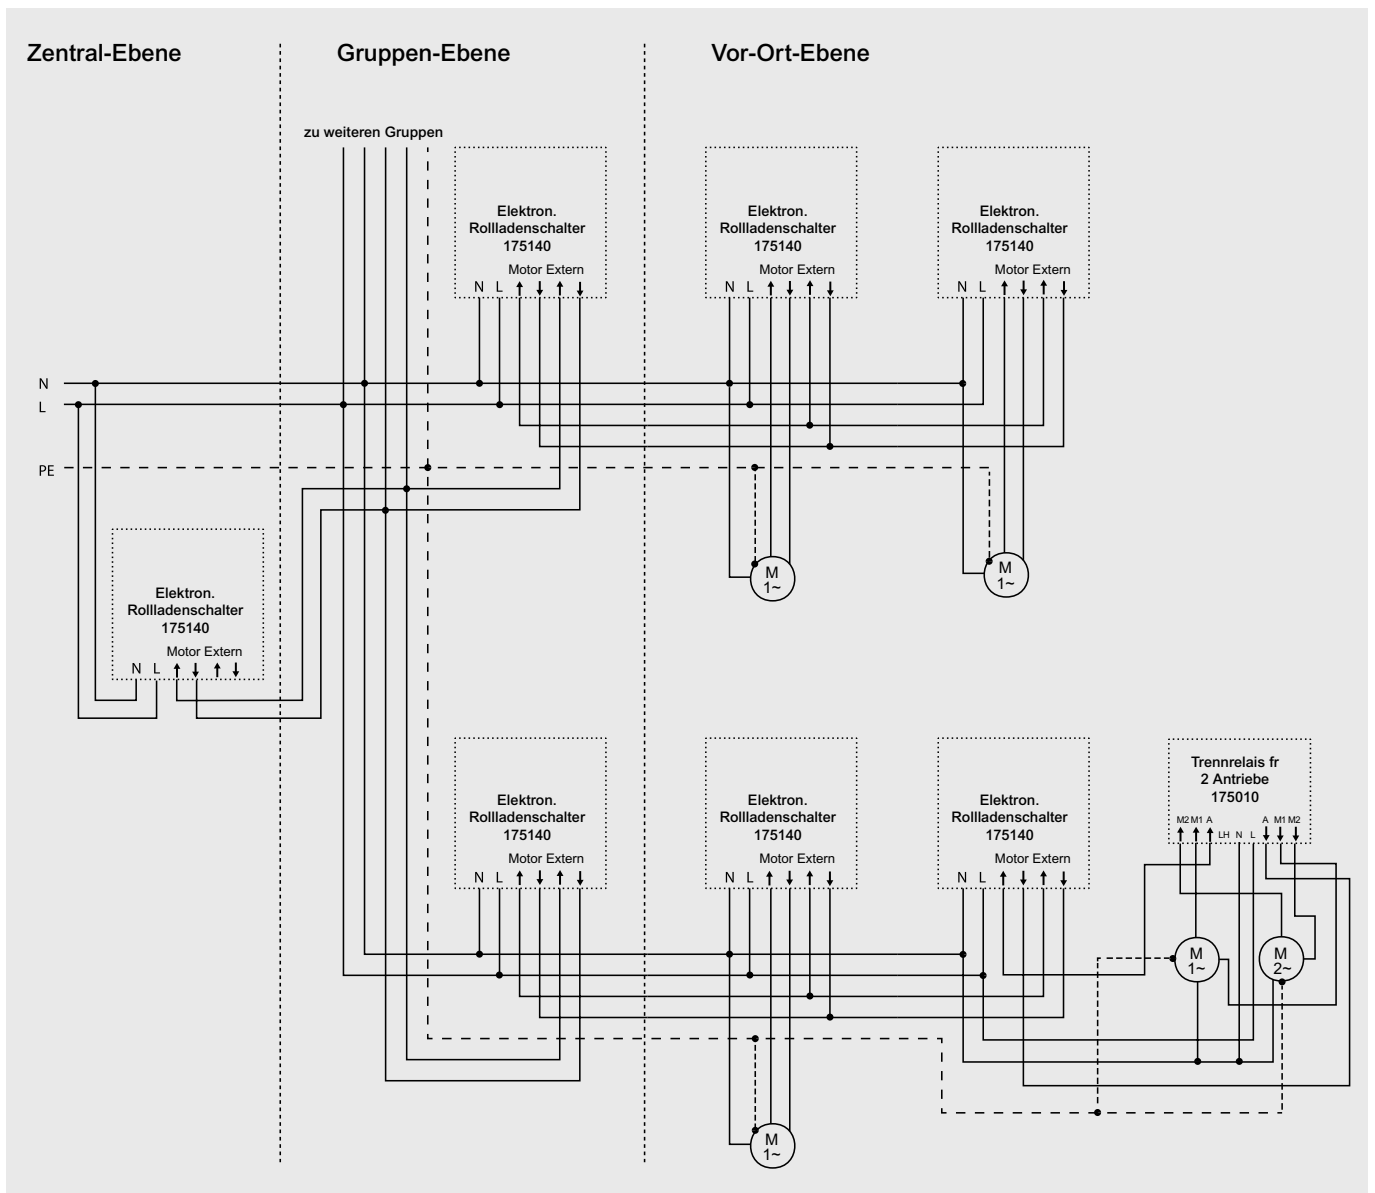 Zentral-Ebene
Gruppen-Ebene
Vor-Ort-Ebene
zu weiteren Gruppen
Elektron.
Rollladenschalter
175140
Motor Extern
N L
Elektron.
Rollladenschalter
175140
Motor Extern
N L
Elektron.
Rollladenschalter
175140
Motor Extern
N L
N
L
PE
M
1~
M
1~
Elektron.
Rollladenschalter
175140
Motor Extern
N L
Elektron.
Rollladenschalter
175140
Motor Extern
N L
Elektron.
Rollladenschalter
175140
Motor Extern
N L
Elektron.
Rollladenschalter
175140
Motor Extern
N L
Trennrelais fr
2 Antriebe
175010
M2 M1 A LH N L A M1 M2
M
1~
M
2~
M
1~